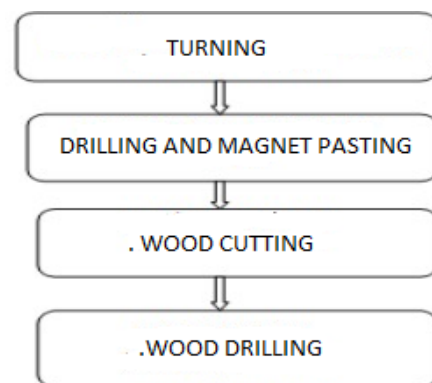 . TURNING
DRILLING AND MAGNET PASTING
. WOOD CUTTING
.WOOD DRILLING